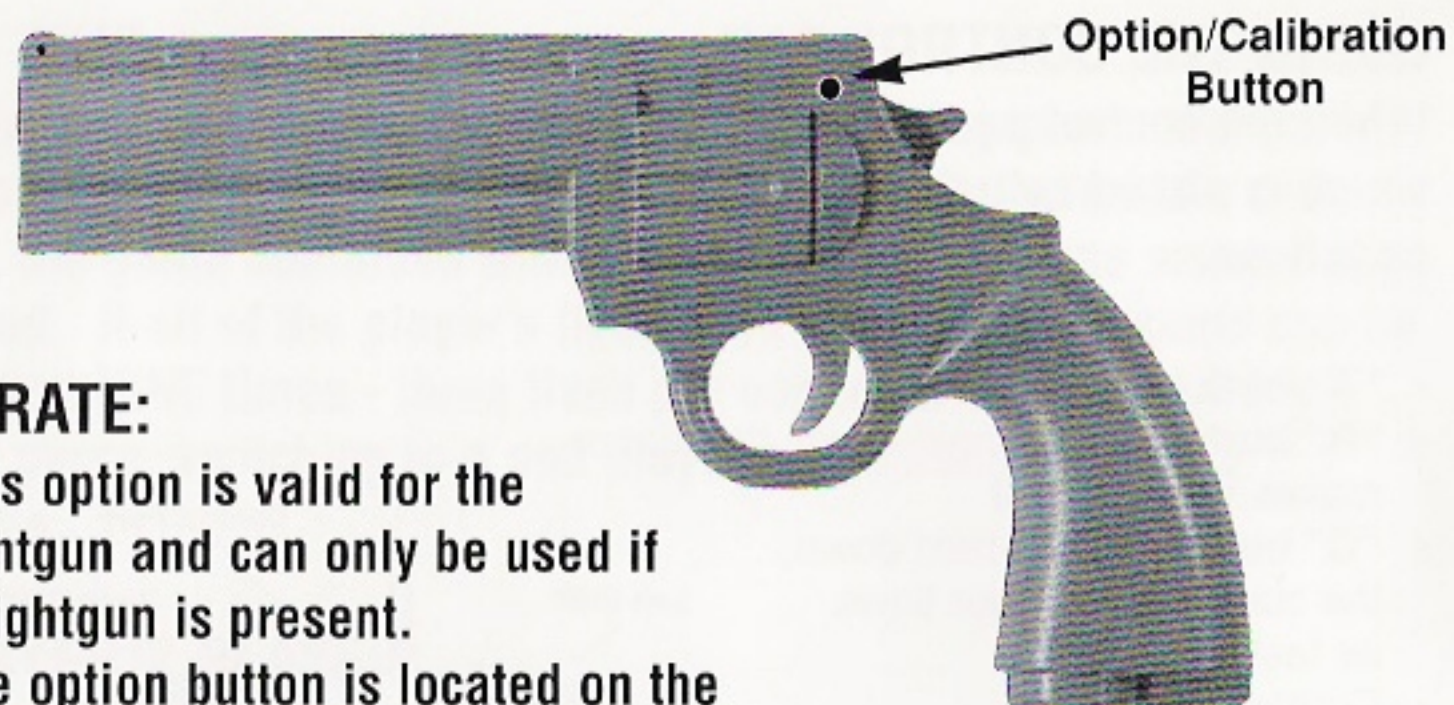 Option/Calibration
Button
RATE:
s option is valid for the
ntgun and can only be used if
ghtgun is present.
e option button is located on the